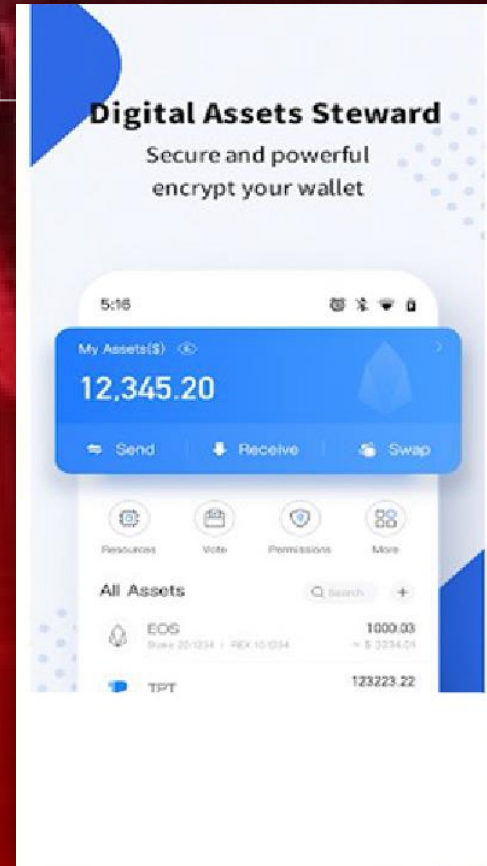 Digital Assets Steward
Secure and powerful
encrypt your wallet
5:16
My Assets($)
12,345.20
Send
Receive
Swap
Resources
Vote
Permissions
More
All Assets
Search
EOS
1000.03
TPT
123223.22